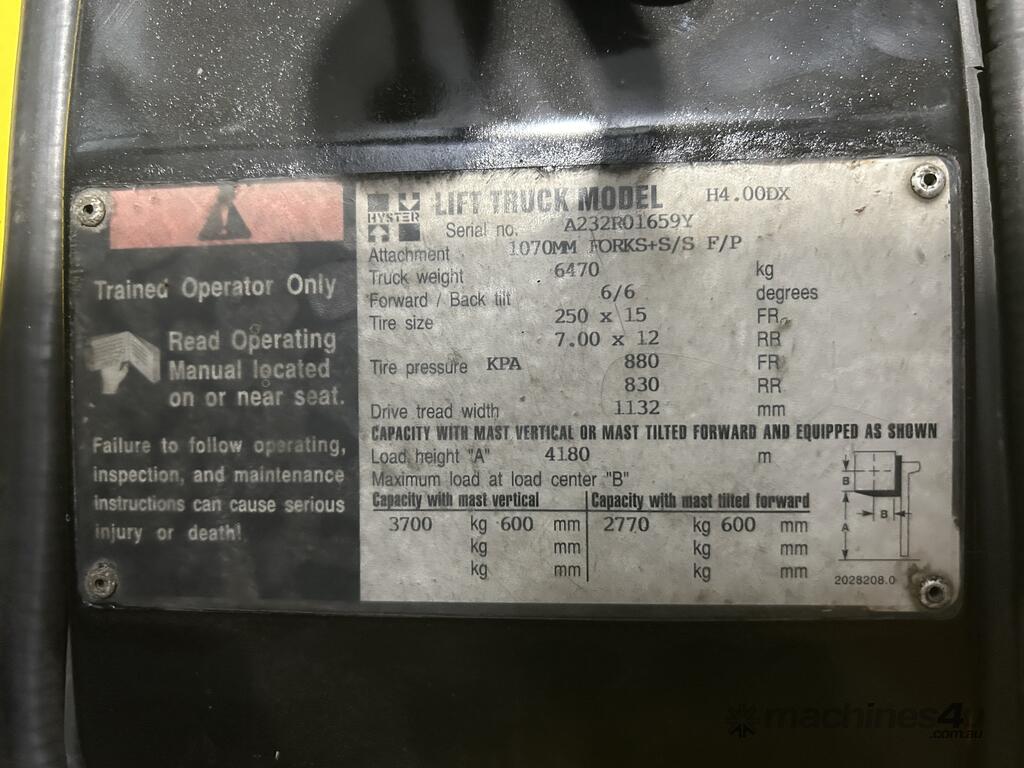 Trained Operator Only
Read Operating
Manual located
on or near seat.
Failure to follow operating,
inspection, and maintenance
instructions can cause serious
injury or death!
HYSTER
LIFT TRUCK MODEL H4.00DX
Serial no. A232R01659Y
Attachment 1070MM FORKS+S/S F/P
Truck weight 6470 kg
Forward / Back tilt 6/6 degrees
Tire size 250 x 15 FR
7.00 x 12 RR
Tire pressure KPA 880 FR
830 RR
Drive tread width 1132 mm
CAPACITY WITH MAST VERTICAL OR MAST TILTED FORWARD AND EQUIPPED AS SHOWN
Load height "A" 4180 m
Maximum load at load center "B"
Capacity with mast vertical Capacity with mast tilted forward
3700 kg 600 mm 2770 kg 600 mm
kg mm kg mm
kg mm kg mm
B
B
A
2028208.0
machines4u
.com.au